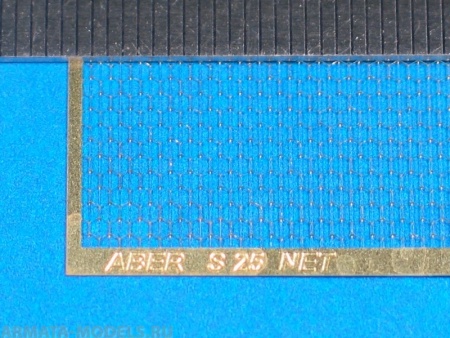 ABER S 25 NET
ARMATA-MODELS.RU